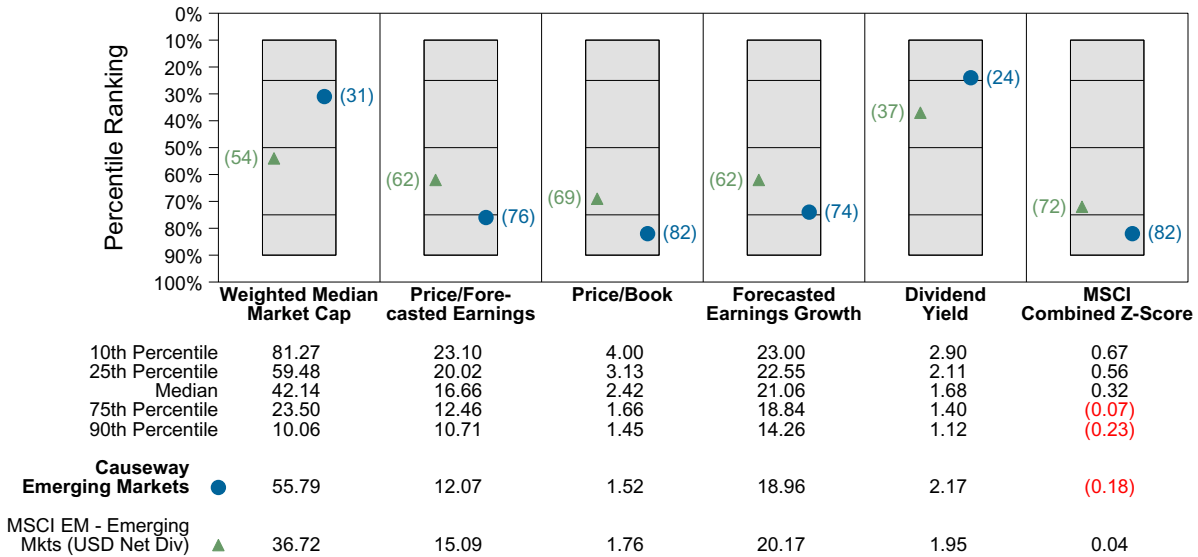 Percentile Ranking
0%
10%
20%
30%
40%
50%
60%
70%
80%
90%
100%
(31)
(54)
(62)
(76)
(69)
(82)
(62)
(74)
(24)
(37)
(72)
(82)
Weighted Median
Market Cap
Price/Fore-
casted Earnings
Price/Book
Forecasted
Earnings Growth
Dividend
Yield
MSCI
Combined Z-Score
10th Percentile 81.27 23.10 4.00 23.00 2.90 0.67
25th Percentile 59.48 20.02 3.13 22.55 2.11 0.56
Median 42.14 16.66 2.42 21.06 1.68 0.32
75th Percentile 23.50 12.46 1.66 18.84 1.40 (0.07)
90th Percentile 10.06 10.71 1.45 14.26 1.12 (0.23)
Causeway
Emerging Markets 55.79 12.07 1.52 18.96 2.17 (0.18)
MSCI EM - Emerging
Mkts (USD Net Div) 36.72 15.09 1.76 20.17 1.95 0.04